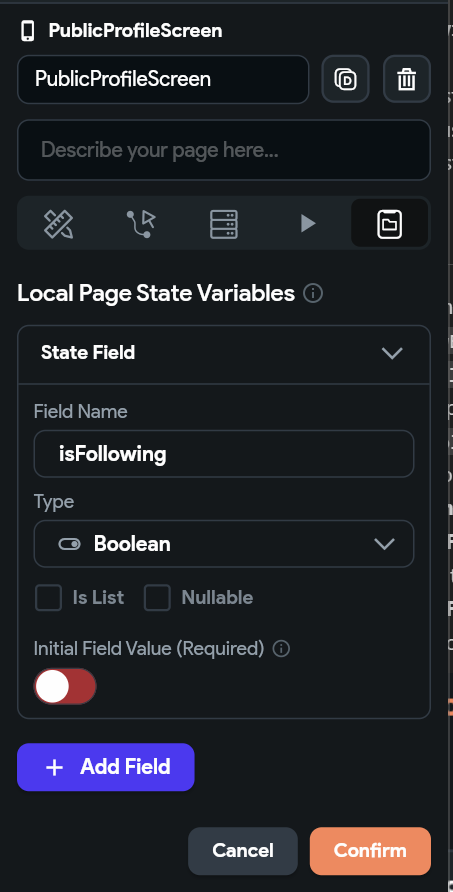 PublicProfileScreen
PublicProfileScreen
D
Describe your page here...
Local Page State Variables
State Field
Field Name
isFollowing
Type
Boolean
Is List Nullable
Initial Field Value (Required)
+ Add Field
Cancel Confirm